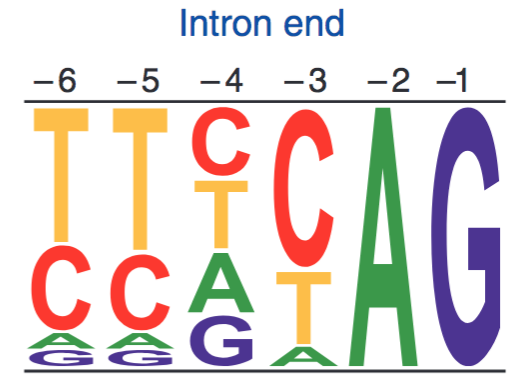 Intron end
–6 –5 –4 –3 –2 –1
T T C C A G
C C T T
A A A A
G G G